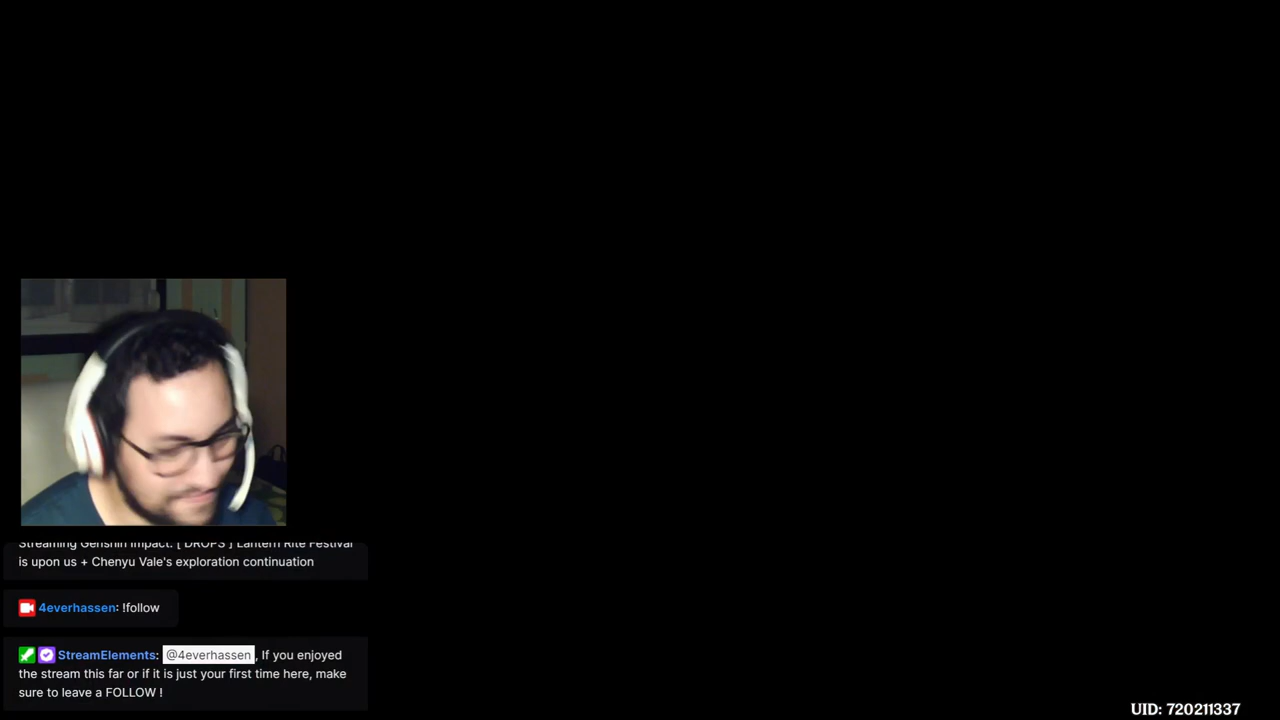 Streaming Genshin Impact: [ DROPS ] Lantern Rite Festival
is upon us + Chenyu Vale's exploration continuation
4everhassen: !follow
StreamElements: @4everhassen, If you enjoyed
the stream this far or if it is just your first time here, make
sure to leave a FOLLOW !
UID: 720211337